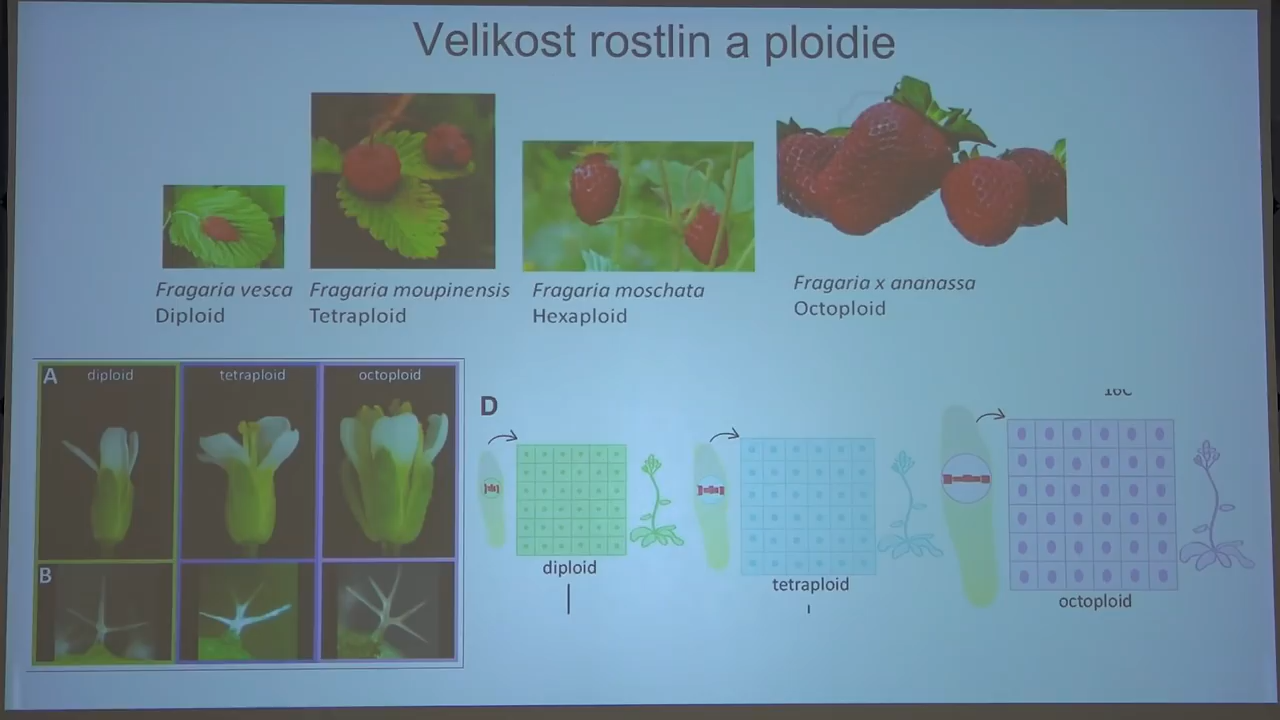 Velikost rostlin a ploidie
Fragaria vesca
Diploid
Fragaria moupinensis
Tetraploid
Fragaria moschata
Hexaploid
Fragaria x ananassa
Octoploid
A
diploid
tetraploid
octoploid
B
D
diploid
tetraploid
octoploid